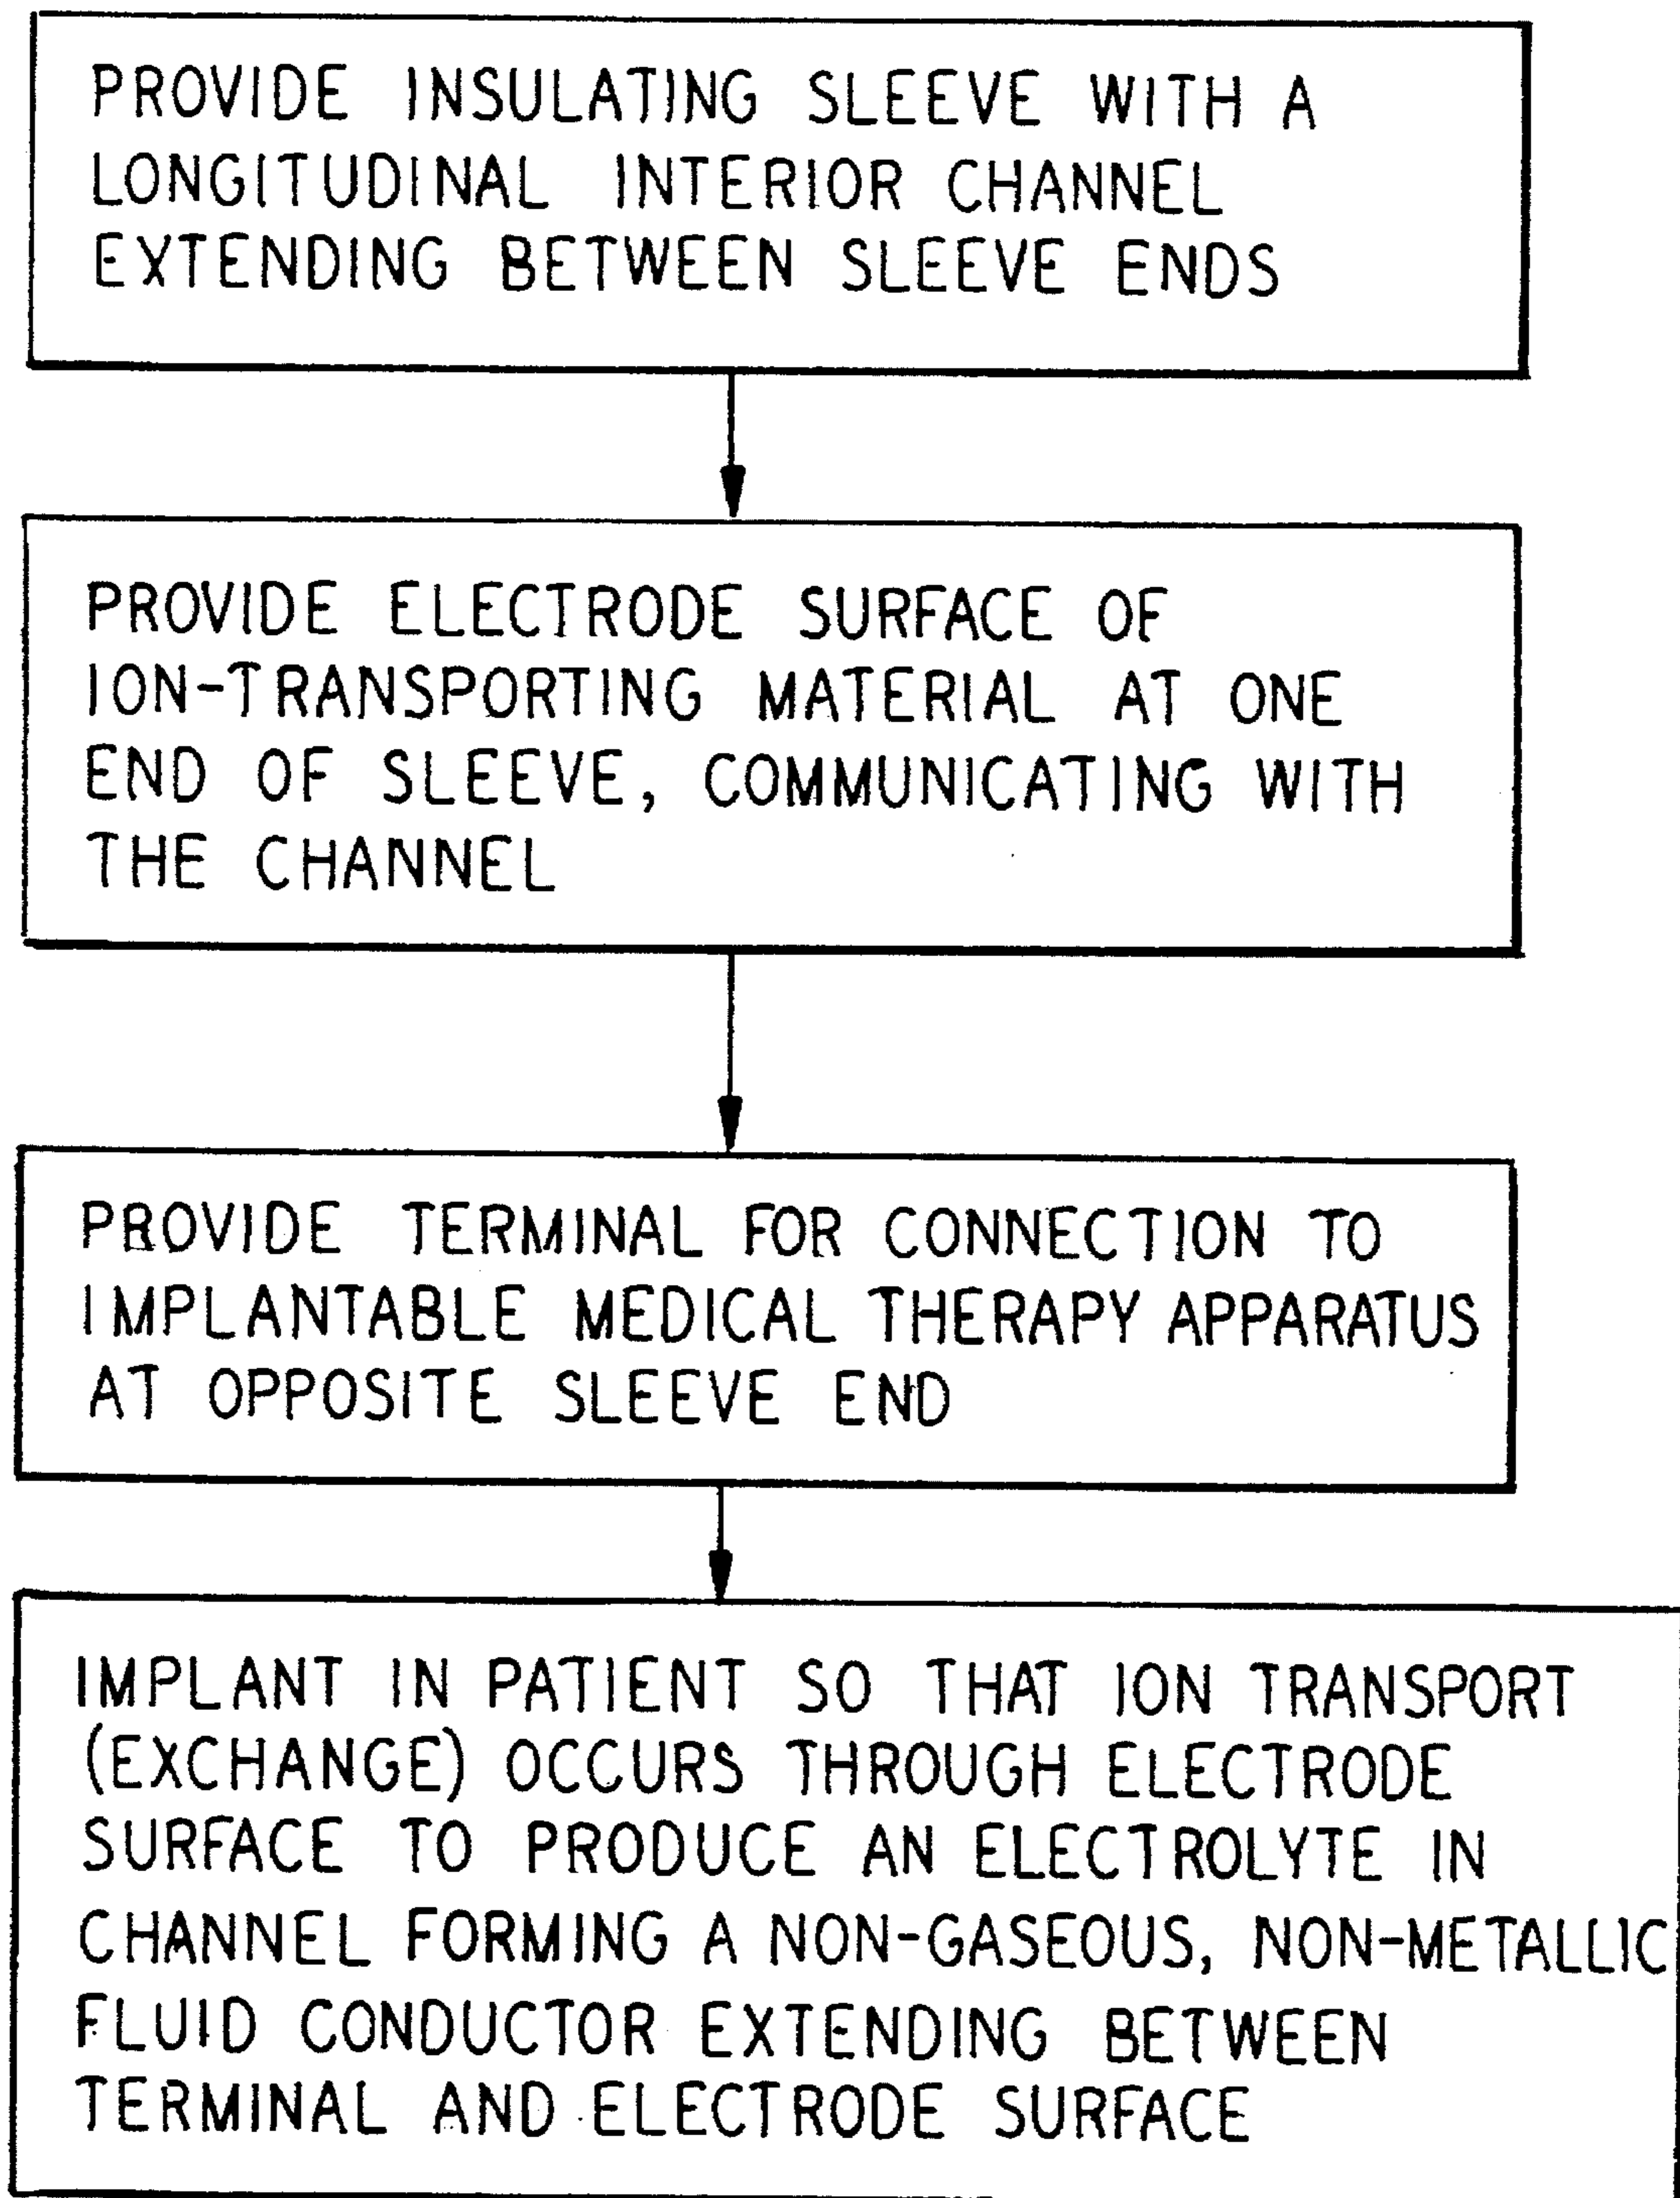 PROVIDE INSULATING SLEEVE WITH A
LONGITUDINAL INTERIOR CHANNEL
EXTENDING BETWEEN SLEEVE ENDS
PROVIDE ELECTRODE SURFACE OF
ION-TRANSPORTING MATERIAL AT ONE
END OF SLEEVE, COMMUNICATING WITH
THE CHANNEL
PROVIDE TERMINAL FOR CONNECTION TO
IMPLANTABLE MEDICAL THERAPY APPARATUS
AT OPPOSITE SLEEVE END
IMPLANT IN PATIENT SO THAT ION TRANSPORT
(EXCHANGE) OCCURS THROUGH ELECTRODE
SURFACE TO PRODUCE AN ELECTROLYTE IN
CHANNEL FORMING A NON-GASEOUS, NON-METALLIC
FLUID CONDUCTOR EXTENDING BETWEEN
TERMINAL AND ELECTRODE SURFACE